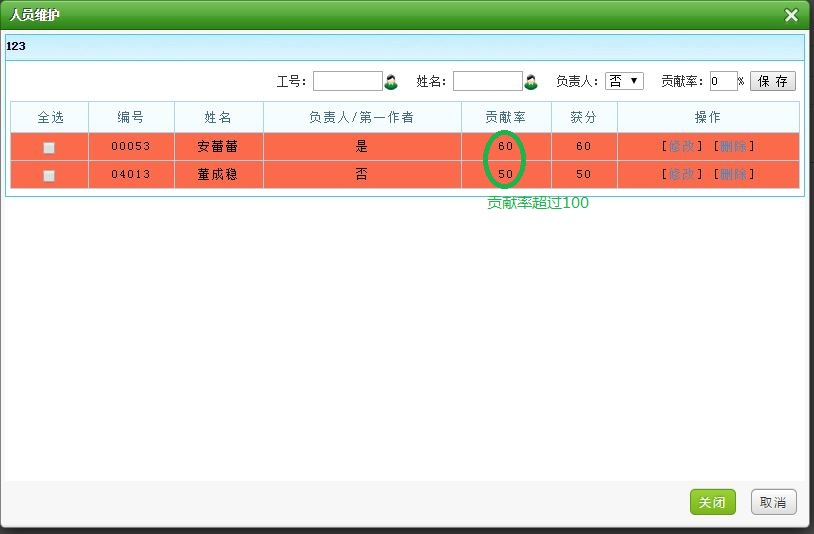 人员维护
123
工号： 姓名： 负责人： 否 贡献率： 0 % 保 存
全选 编号 姓名 负责人/第一作者 贡献率 获分 操作
00053 安蕾蕾 是 60 60 [修改] [删除]
04013 董成稳 否 50 50 [修改] [删除]
贡献率超过100
关闭 取消